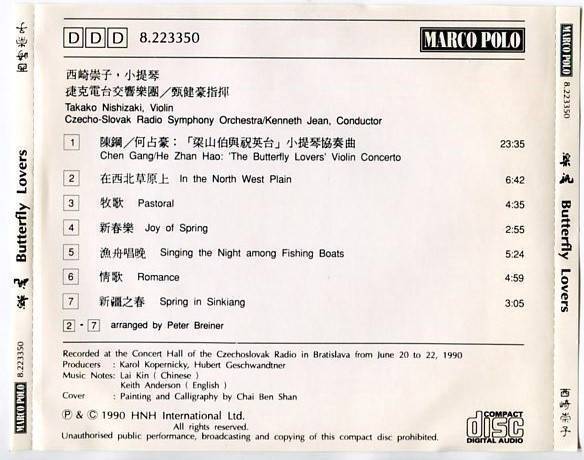 D D D 8.223350
MARCO POLO
西崎崇子，小提琴
捷克電台交響樂團／甄健豪指揮
Takako Nishizaki, Violin
Czecho-Slovak Radio Symphony Orchestra/Kenneth Jean, Conductor
1 陳鋼／何占豪：「梁山伯與祝英台」小提琴協奏曲 23:35
Chen Gang/He Zhan Hao: 'The Butterfly Lovers' Violin Concerto
2 在西北草原上 In the North West Plain 6:42
3 牧歌 Pastoral 4:35
4 新春樂 Joy of Spring 2:55
5 漁舟唱晚 Singing the Night among Fishing Boats 5:24
6 情歌 Romance 4:59
7 新疆之春 Spring in Sinkiang 3:05
2 - 7 arranged by Peter Breiner
Recorded at the Concert Hall of the Czechoslovak Radio in Bratislava from June 20 to 22, 1990
Producers : Karol Kopernicky, Hubert Geschwandtner
Music Notes: Lai Kin ( Chinese )
Keith Anderson ( English )
Cover : Painting and Calligraphy by Chai Ben Shan
Ⓟ & © 1990 HNH International Ltd.
All rights reserved.
Unauthorised public performance, broadcasting and copying of this compact disc prohibited.
COMPACT
disc
DIGITAL AUDIO
MARCO POLO 8.223350 Butterfly Lovers 西崎崇子
MARCO POLO 8.223350 Butterfly Lovers 西崎崇子